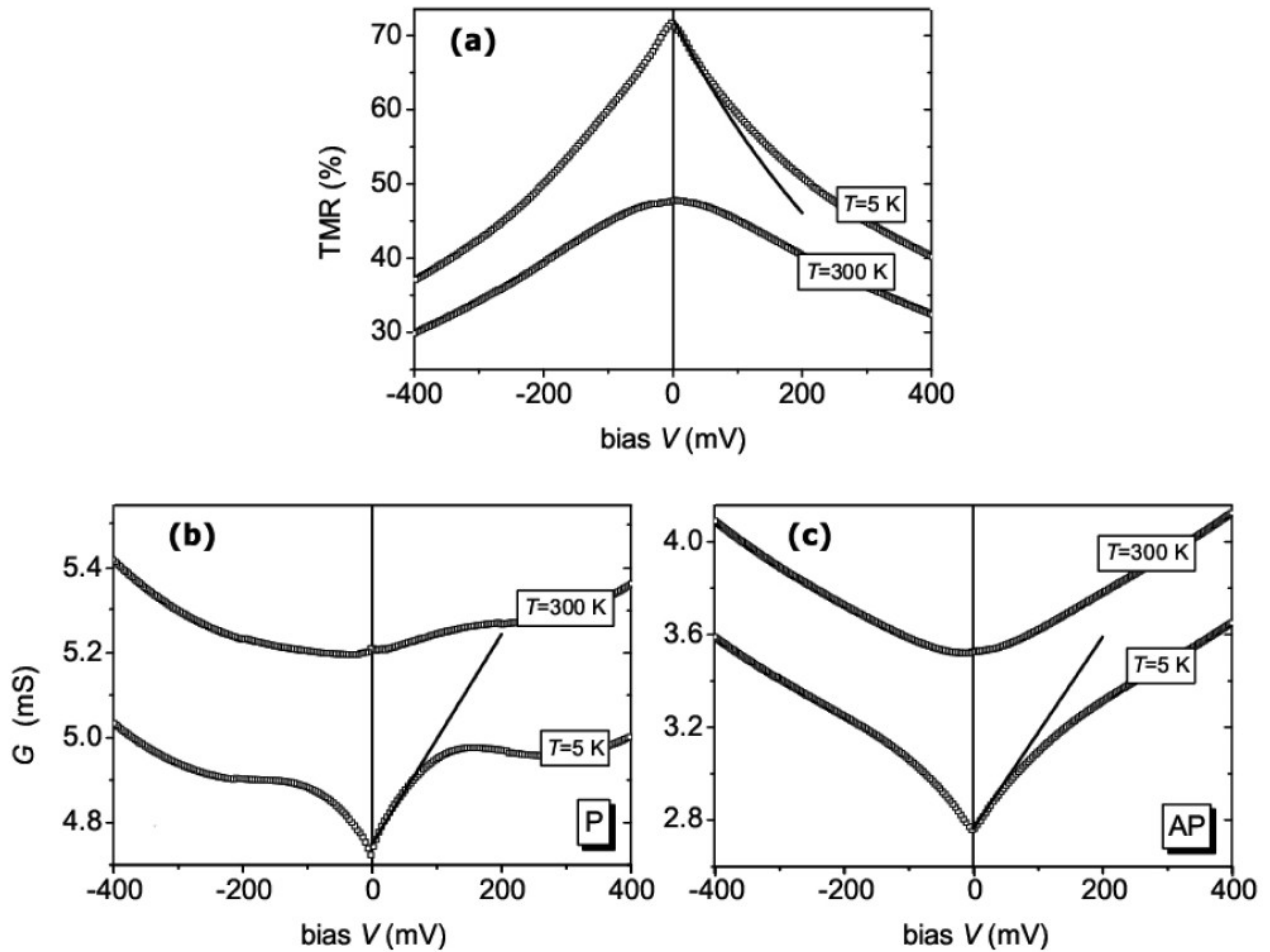 (a)
70
60
50
40
30
TMR (%)
T=5 K
T=300 K
-400 -200 0 200 400
bias V (mV)
(b)
5.4
5.2
5.0
4.8
G (mS)
T=300 K
T=5 K
P
-400 -200 0 200 400
bias V (mV)
(c)
4.0
3.6
3.2
2.8
T=300 K
T=5 K
AP
-400 -200 0 200 400
bias V (mV)